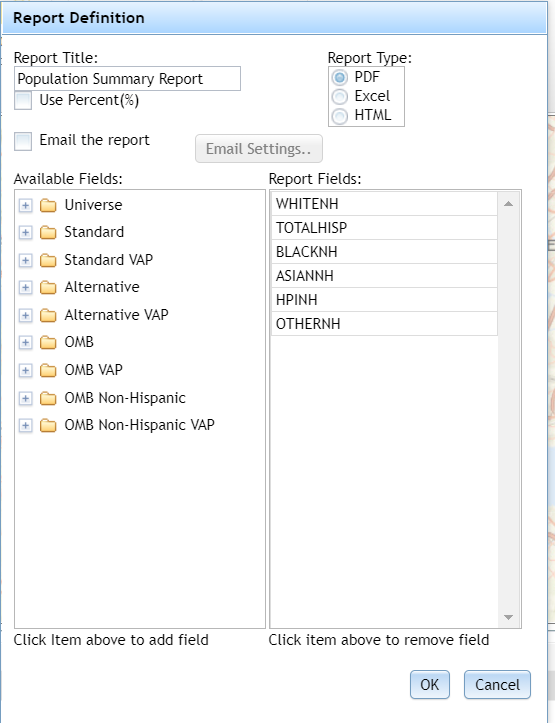 Report Definition
Report Title: Report Type:
Population Summary Report
PDF
Use Percent(%)
Excel
HTML
Email the report
Email Settings..
Available Fields: Report Fields:
Universe
Standard
Standard VAP
Alternative
Alternative VAP
OMB
OMB VAP
OMB Non-Hispanic
OMB Non-Hispanic VAP
WHITENH
TOTALHISP
BLACKNH
ASIANNH
HPINH
OTHERNH
Click Item above to add field
Click item above to remove field
OK Cancel